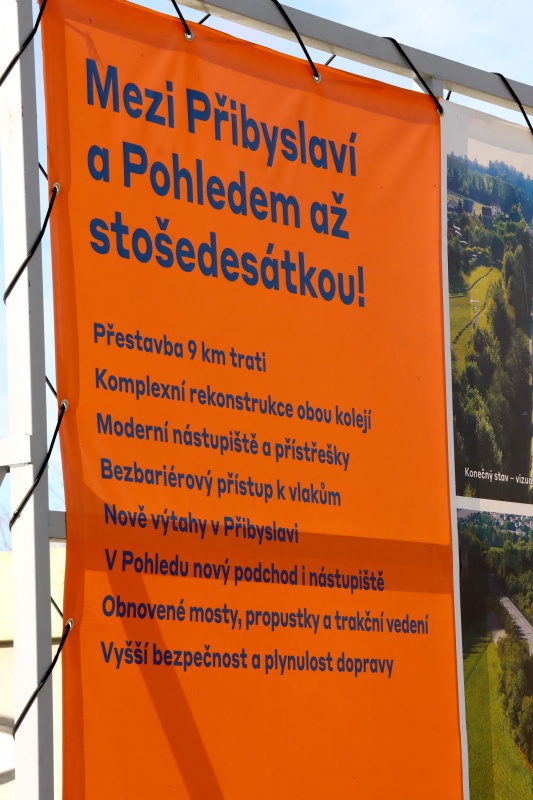 Mezi Přibyslaví
a Pohledem až
stošedesátkou!
Přestavba 9 km trati
Komplexní rekonstrukce obou kolejí
Moderní nástupiště a přístřešky
Bezbariérový přístup k vlakům
Nově výtahy v Přibyslavi
V Pohledu nový podchod i nástupiště
Obnovené mosty, propustky a trakční vedení
Vyšší bezpečnost a plynulost dopravy
Konečný stav –